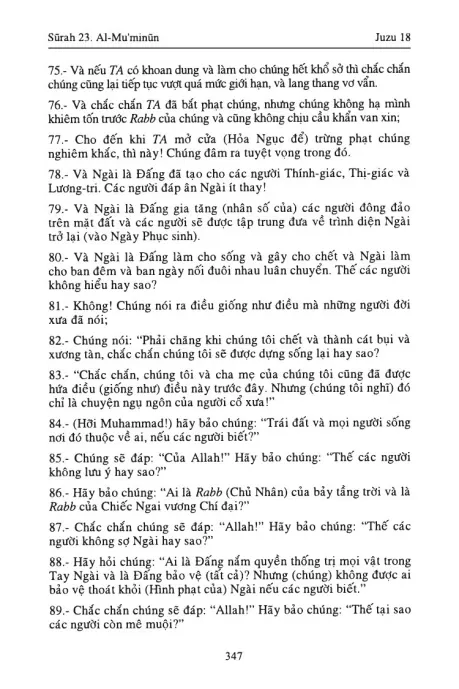 Sūrah 23. Al-Mu'minūn Juzu 18
75.- Và nếu TA có khoan dung và làm cho chúng hết khổ sở thì chắc chắn
chúng cũng lại tiếp tục vượt quá mức giới hạn, và lang thang vơ vẩn.
76.- Và chắc chắn TA đã bắt phạt chúng, nhưng chúng không hạ mình
khiêm tốn trước Rabb của chúng và cũng không chịu cầu khẩn van xin;
77.- Cho đến khi TA mở cửa (Hỏa Ngục để) trừng phạt chúng
nghiêm khắc, thì này! Chúng đâm ra tuyệt vọng trong đó.
78.- Và Ngài là Đấng đã tạo cho các người Thính-giác, Thị-giác và
Lương-tri. Các người đáp ân Ngài ít thay!
79.- Và Ngài là Đấng gia tăng (nhân số của) các người đông đảo
trên mặt đất và các người sẽ được tập trung đưa về trình diện Ngài
trở lại (vào Ngày Phục sinh).
80.- Và Ngài là Đấng làm cho sống và gây cho chết và Ngài làm
cho ban đêm và ban ngày nối đuôi nhau luân chuyển. Thế các người
không hiểu hay sao?
81.- Không! Chúng nói ra điều giống như điều mà những người đời
xưa đã nói;
82.- Chúng nói: “Phải chăng khi chúng tôi chết và thành cát bụi và
xương tàn, chắc chắn chúng tôi sẽ được dựng sống lại hay sao?
83.- “Chắc chắn, chúng tôi và cha mẹ của chúng tôi cũng đã được
hứa điều (giống như) điều này trước đây. Nhưng (chúng tôi nghĩ) đó
chỉ là chuyện ngụ ngôn của người cổ xưa!”
84.- (Hỡi Muhammad!) hãy bảo chúng: “Trái đất và mọi người sống
nơi đó thuộc về ai, nếu các người biết?”
85.- Chúng sẽ đáp: “Của Allah!” Hãy bảo chúng: “Thế các người
không lưu ý hay sao?”
86.- Hãy bảo chúng: “Ai là Rabb (Chủ Nhân) của bảy tầng trời và là
Rabb của Chiếc Ngai vương Chí đại?”
87.- Chắc chắn chúng sẽ đáp: “Allah!” Hãy bảo chúng: “Thế các
người không sợ Ngài hay sao?”
88.- Hãy hỏi chúng: “Ai là Đấng nắm quyền thống trị mọi vật trong
Tay Ngài và là Đấng bảo vệ (tất cả)? Nhưng (chúng) không được ai
bảo vệ thoát khỏi (Hình phạt của) Ngài nếu các người biết.”
89.- Chắc chắn chúng sẽ đáp: “Allah!” Hãy bảo chúng: “Thế tại sao
các người còn mê muội?”
347